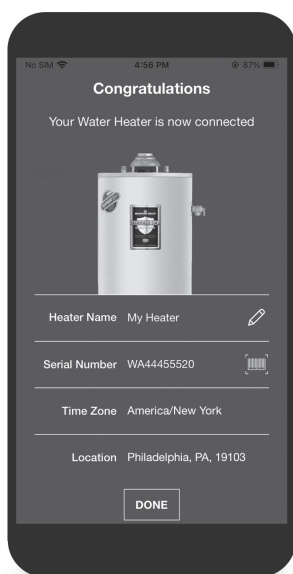 No SIM 4:56 PM 87%
Congratulations
Your Water Heater is now connected
Heater Name My Heater
Serial Number WA44455520
Time Zone America/New York
Location Philadelphia, PA, 19103
DONE